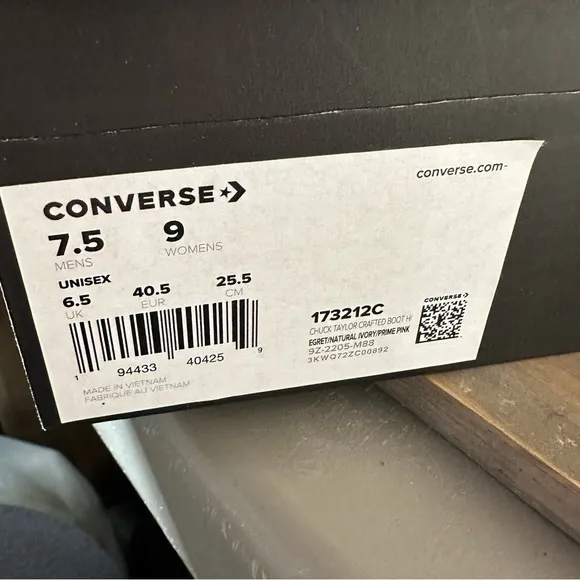 converse.com-
CONVERSE
7.5 9
MENS WOMENS
UNISEX
6.5 40.5 25.5
UK EUR CM
1 94433 40425 9
MADE IN VIETNAM
FABRIQUE AU VIETNAM
173212C
CHUCK TAYLOR CRAFTED BOOT HI
EGRET/NATURAL IVORY/PRIME PINK
9Z-2205-M88
3KWQ72ZC00892
CONVERSE